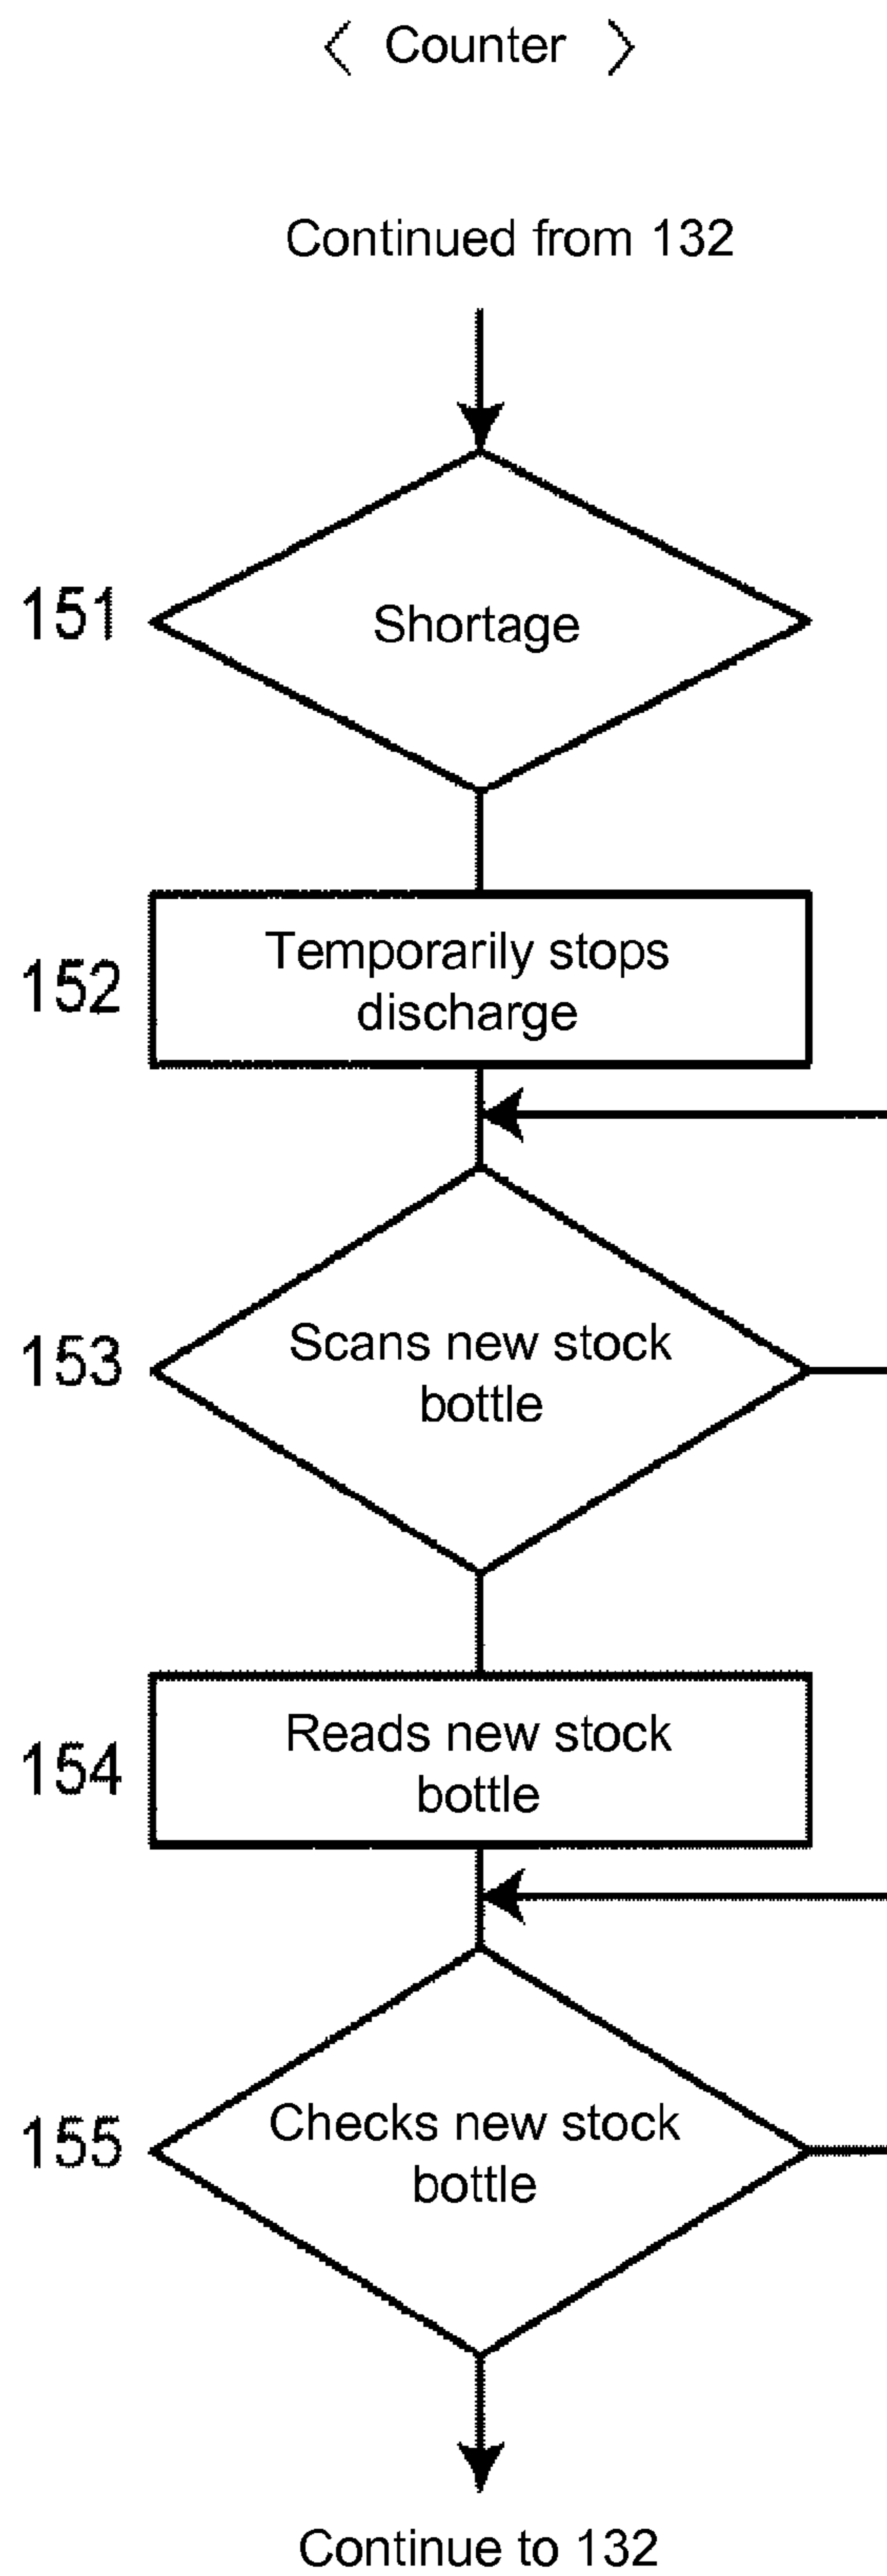 〈 Counter 〉
Continued from 132
151
Shortage
152
Temporarily stops
discharge
153
Scans new stock
bottle
154
Reads new stock
bottle
155
Checks new stock
bottle
Continue to 132